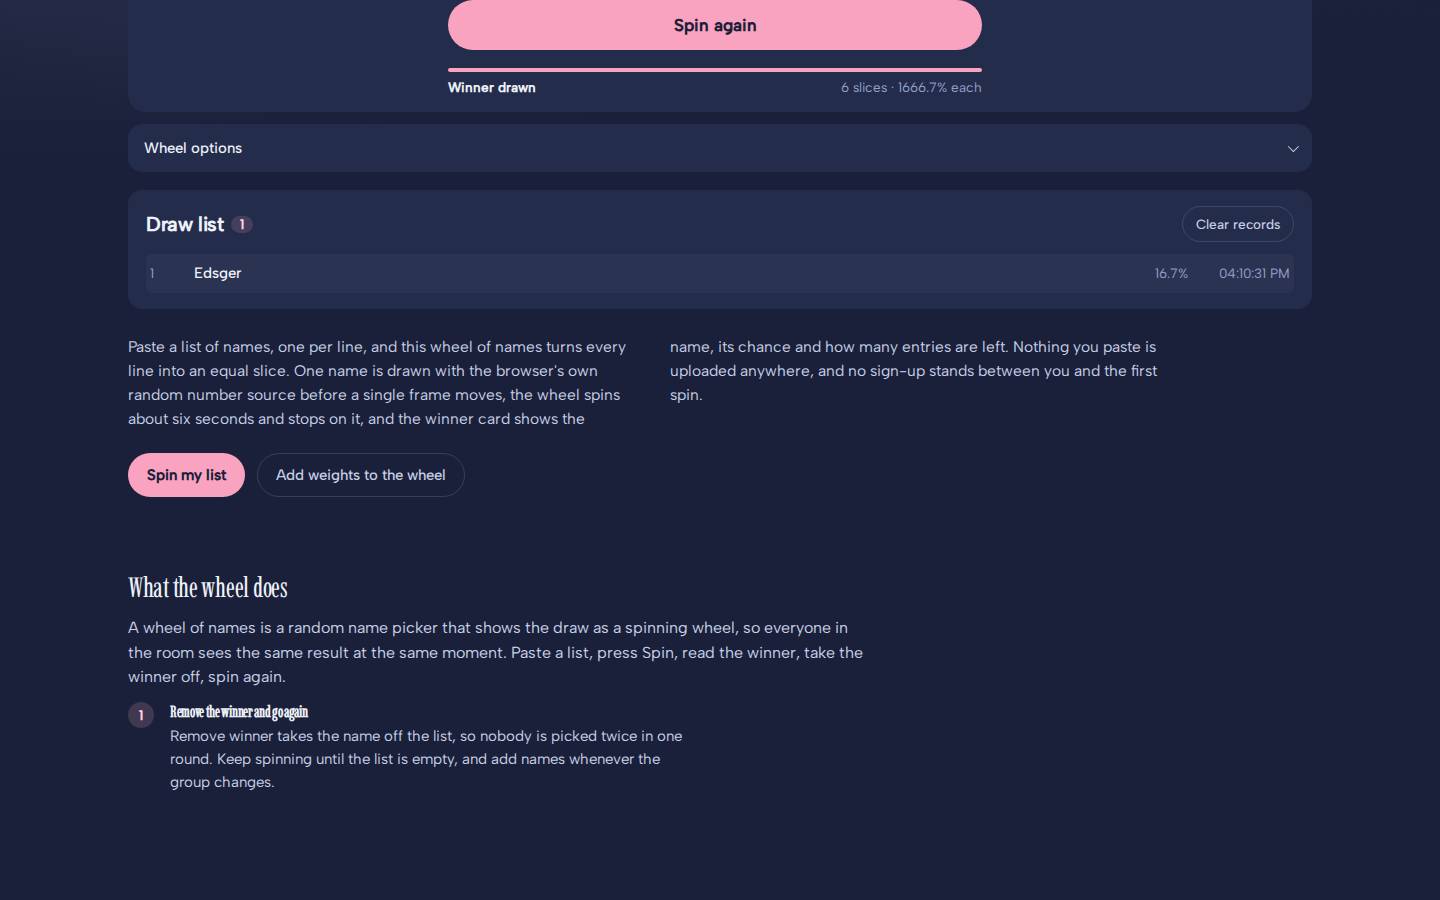 Spin again
Winner drawn
6 slices · 1666.7% each
Wheel options
Draw list 1
Clear records
1 Edsger 16.7% 04:10:31 PM
Paste a list of names, one per line, and this wheel of names turns every
line into an equal slice. One name is drawn with the browser's own
random number source before a single frame moves, the wheel spins
about six seconds and stops on it, and the winner card shows the
name, its chance and how many entries are left. Nothing you paste is
uploaded anywhere, and no sign-up stands between you and the first
spin.
Spin my list
Add weights to the wheel
What the wheel does
A wheel of names is a random name picker that shows the draw as a spinning wheel, so everyone in
the room sees the same result at the same moment. Paste a list, press Spin, read the winner, take the
winner off, spin again.
1
Remove the winner and go again
Remove winner takes the name off the list, so nobody is picked twice in one
round. Keep spinning until the list is empty, and add names whenever the
group changes.